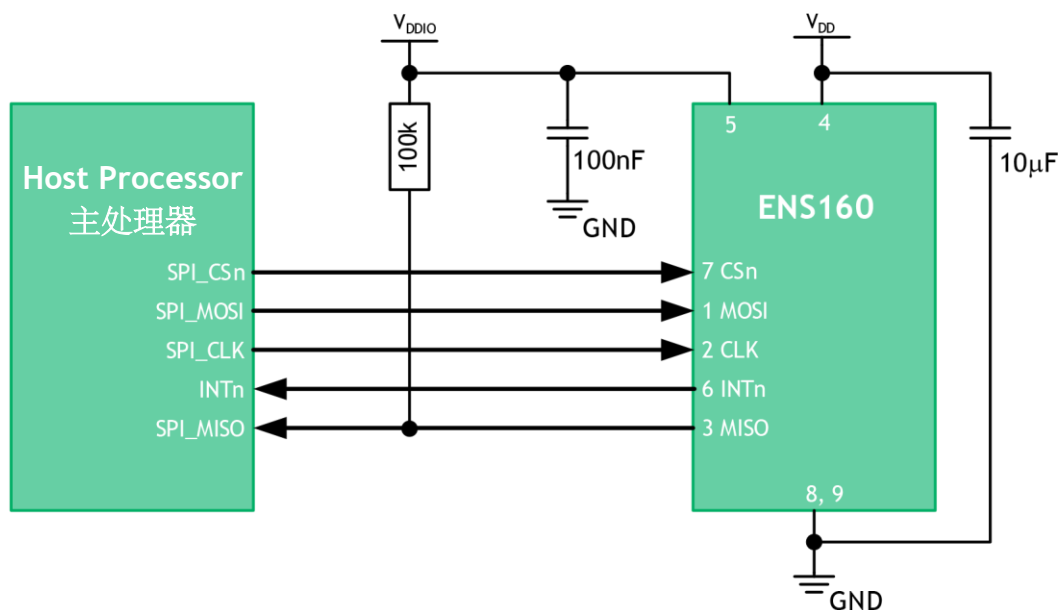 VDDIO
VDD
5
4
100k
100nF
10μF
Host Processor
主处理器
ENS160
GND
SPI_CSn
7 CSn
SPI_MOSI
1 MOSI
SPI_CLK
2 CLK
INTn
6 INTn
SPI_MISO
3 MISO
8, 9
GND